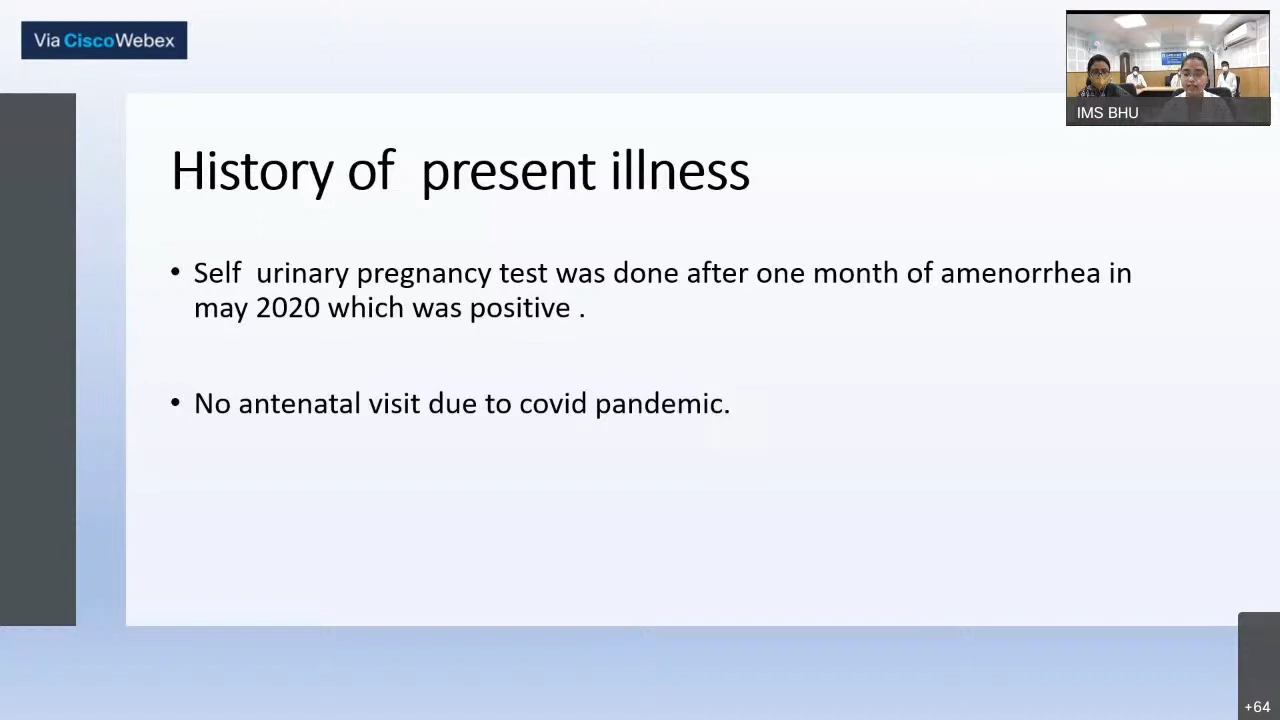 Via CiscoWebex
IMS BHU
History of  present illness
• Self  urinary pregnancy test was done after one month of amenorrhea in
may 2020 which was positive .
• No antenatal visit due to covid pandemic.
+64